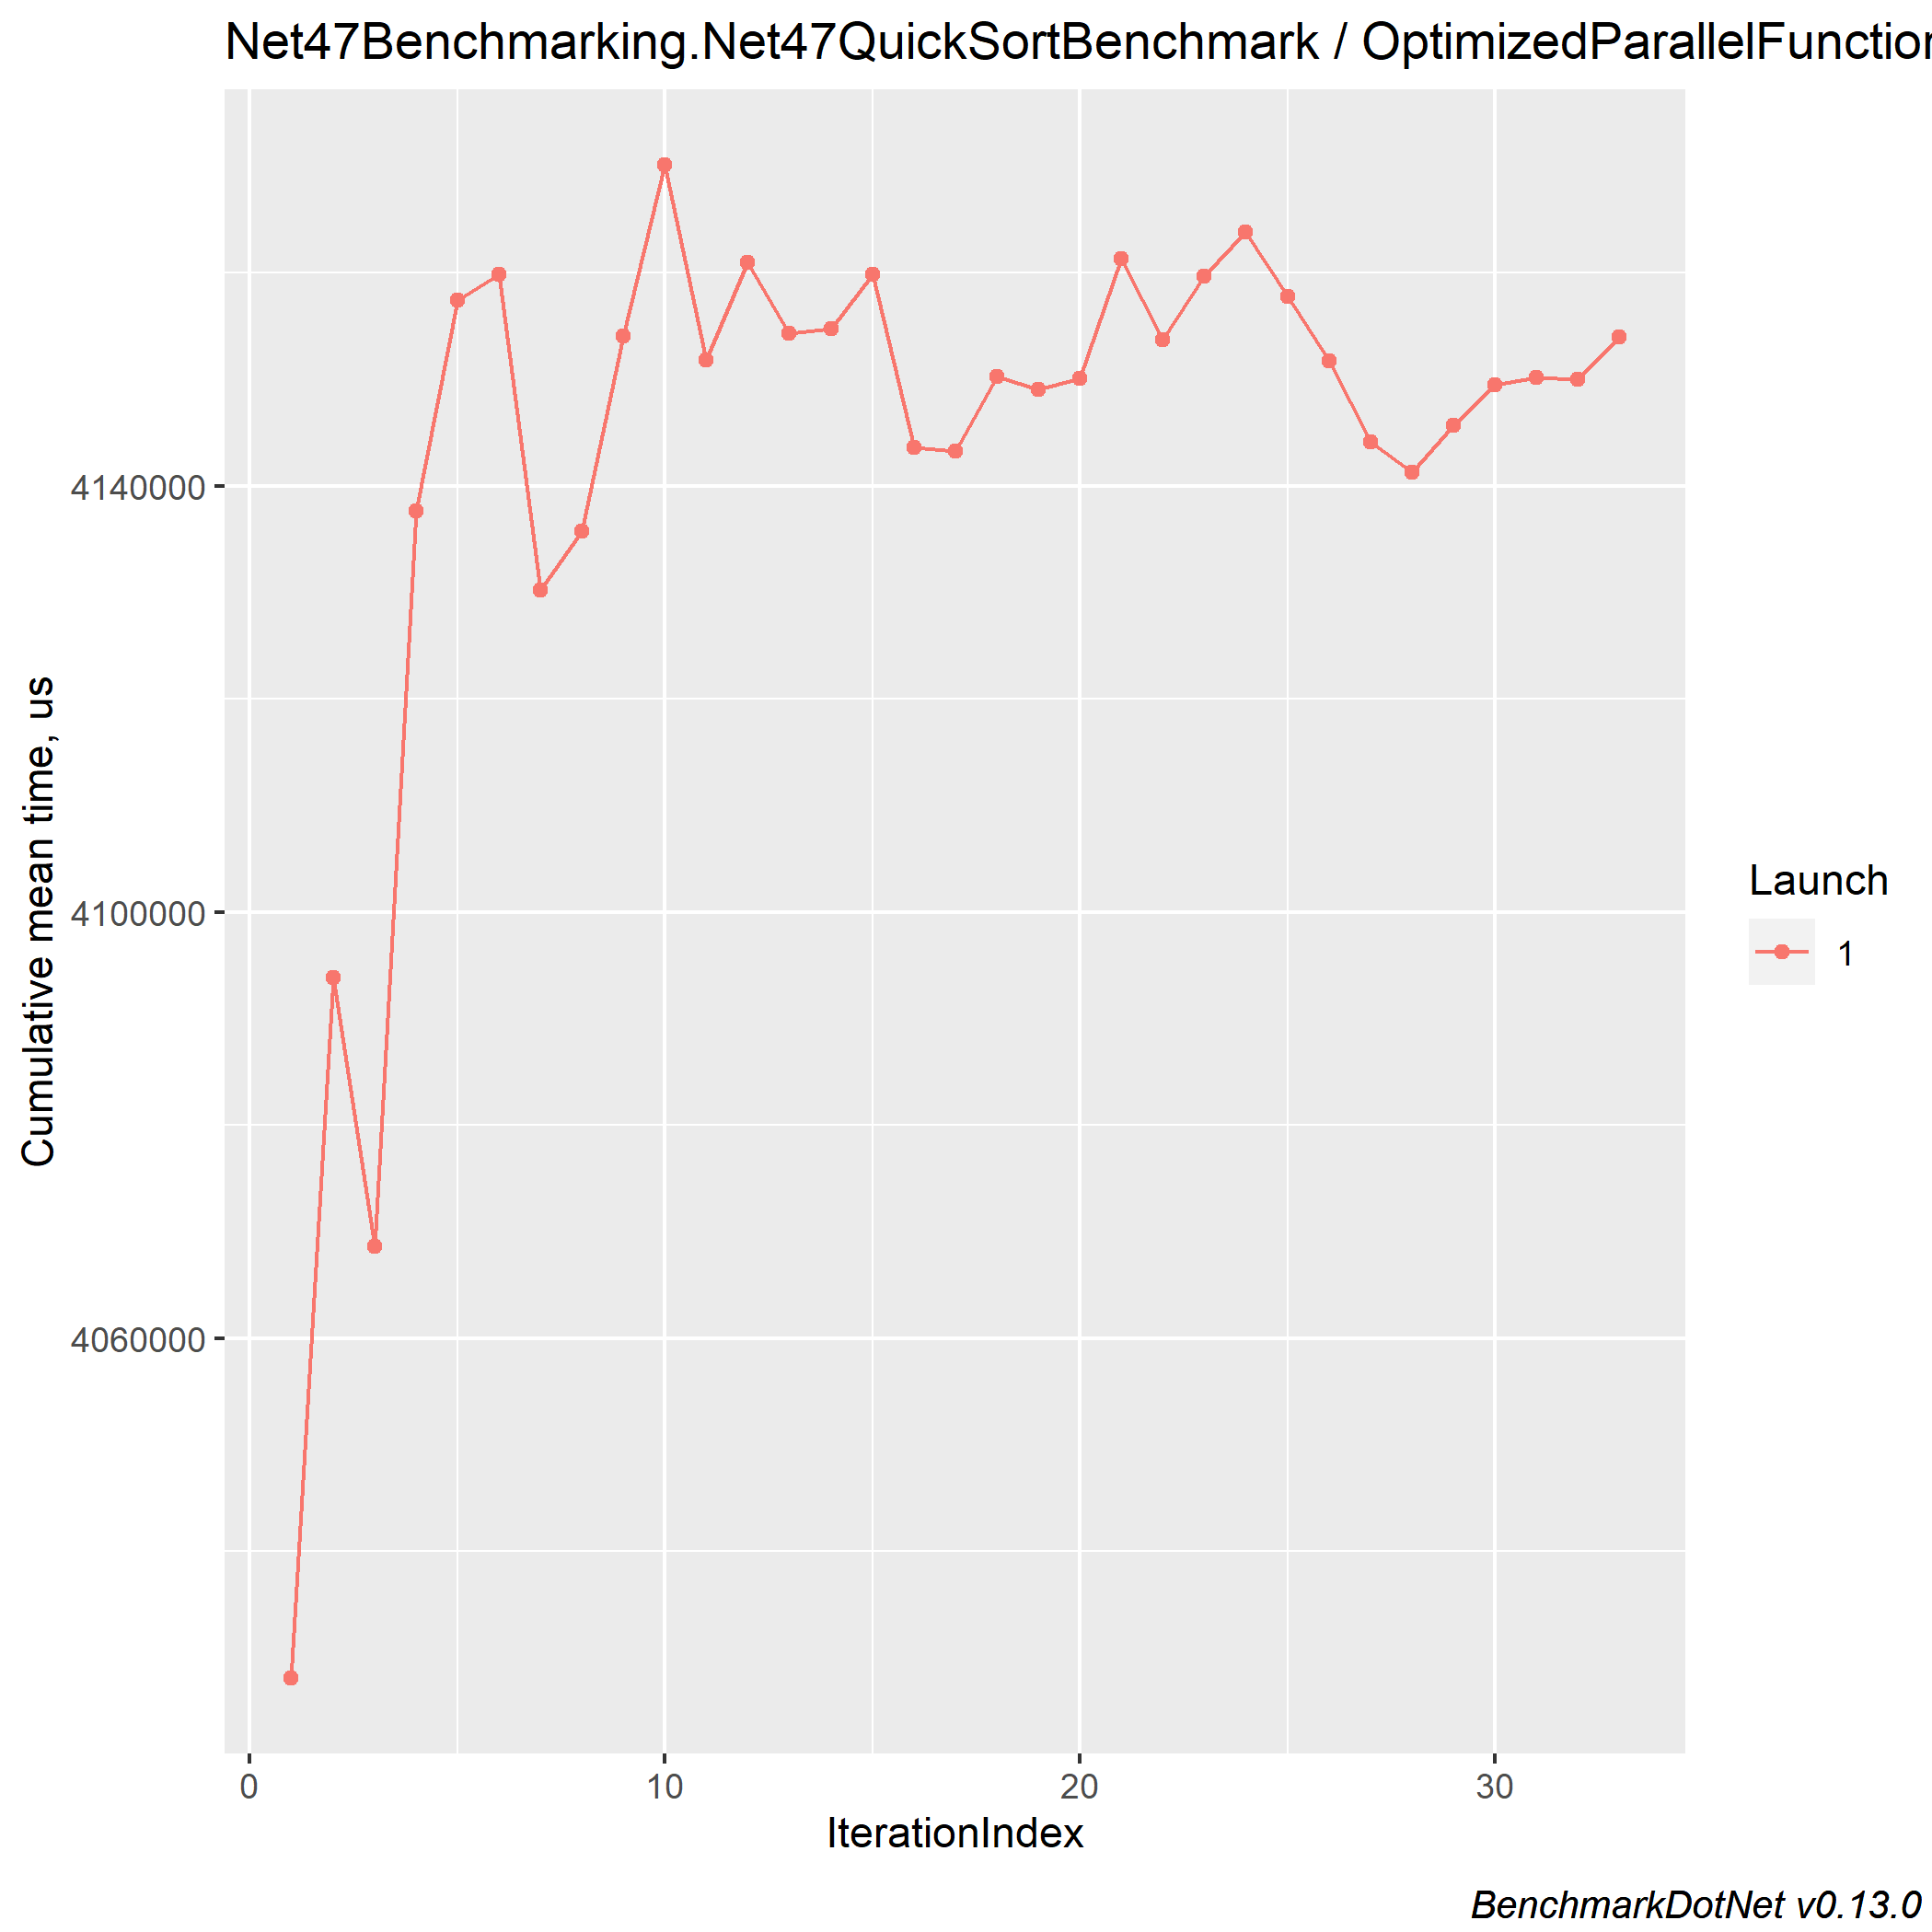 Net47Benchmarking.Net47QuickSortBenchmark / OptimizedParallelFunction
Cumulative mean time, us
4140000
4100000
4060000
0 10 20 30
IterationIndex
Launch
1
BenchmarkDotNet v0.13.0